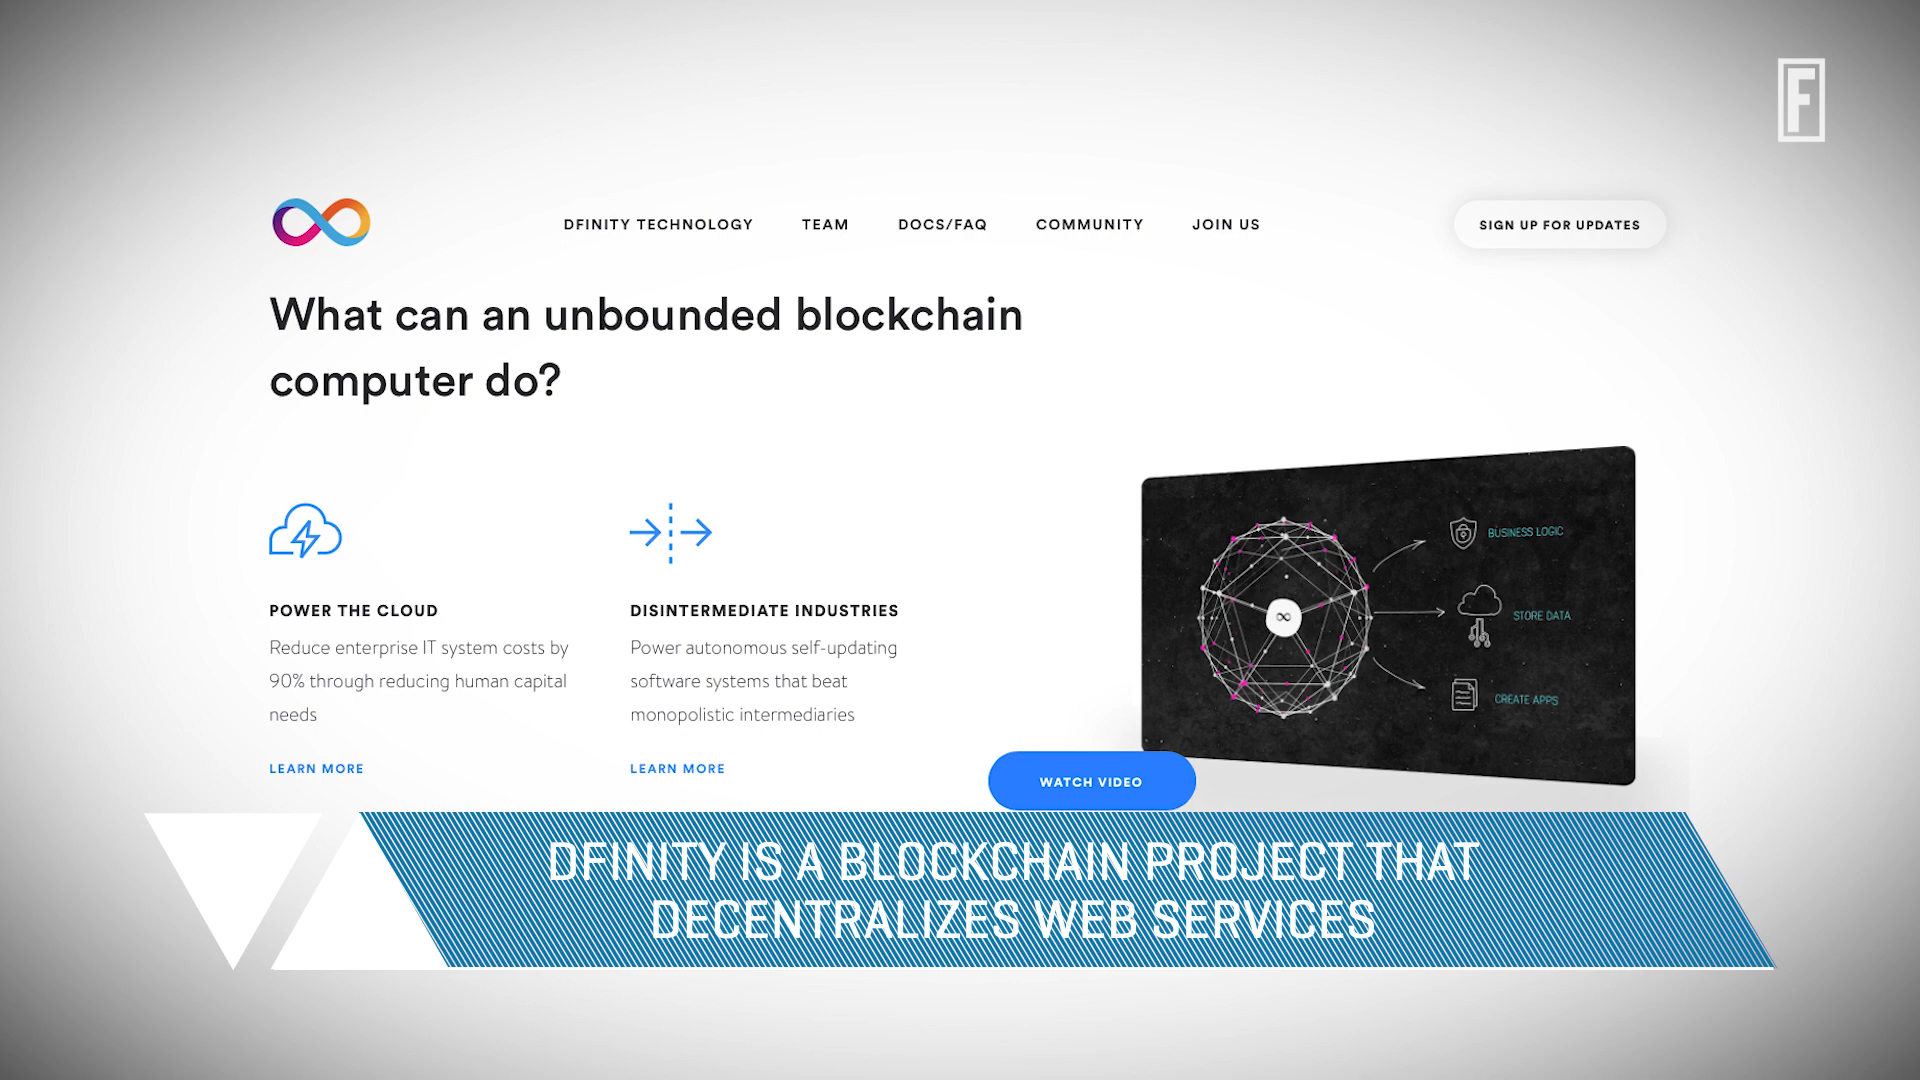 F
DFINITY TECHNOLOGY
TEAM
DOCS/FAQ
COMMUNITY
JOIN US
SIGN UP FOR UPDATES
What can an unbounded blockchain
computer do?
POWER THE CLOUD
Reduce enterprise IT system costs by
90% through reducing human capital
needs
LEARN MORE
DISINTERMEDIATE INDUSTRIES
Power autonomous self-updating
software systems that beat
monopolistic intermediaries
LEARN MORE
BUSINESS LOGIC
STORE DATA
CREATE APPS
WATCH VIDEO
DFINITY IS A BLOCKCHAIN PROJECT THAT
DECENTRALIZES WEB SERVICES